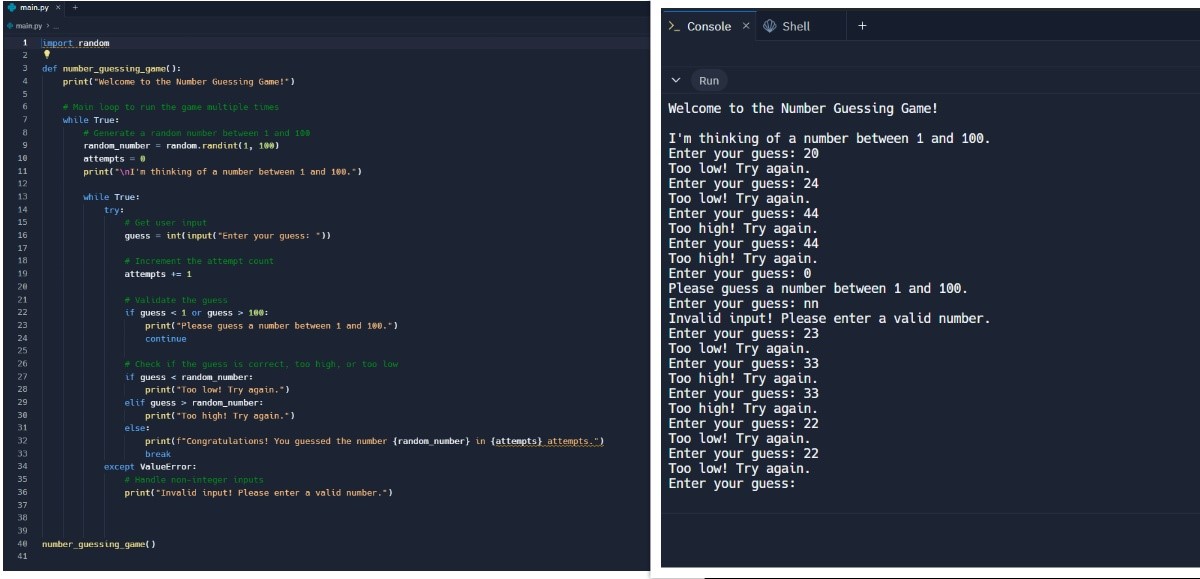 main.py × +
main.py > ...
1 import random
2
3 def number_guessing_game():
4     print("Welcome to the Number Guessing Game!")
5
6     # Main loop to run the game multiple times
7     while True:
8         # Generate a random number between 1 and 100
9         random_number = random.randint(1, 100)
10         attempts = 0
11         print("\nI'm thinking of a number between 1 and 100.")
12
13         while True:
14             try:
15                 # Get user input
16                 guess = int(input("Enter your guess: "))
17
18                 # Increment the attempt count
19                 attempts += 1
20
21                 # Validate the guess
22                 if guess < 1 or guess > 100:
23                     print("Please guess a number between 1 and 100.")
24                     continue
25
26                 # Check if the guess is correct, too high, or too low
27                 if guess < random_number:
28                     print("Too low! Try again.")
29                 elif guess > random_number:
30                     print("Too high! Try again.")
31                 else:
32                     print(f"Congratulations! You guessed the number {random_number} in {attempts} attempts.")
33                     break
34             except ValueError:
35                 # Handle non-integer inputs
36                 print("Invalid input! Please enter a valid number.")
37
38
39
40 number_guessing_game()
41
>_ Console × Shell +
Run
Welcome to the Number Guessing Game!
I'm thinking of a number between 1 and 100.
Enter your guess: 20
Too low! Try again.
Enter your guess: 24
Too low! Try again.
Enter your guess: 44
Too high! Try again.
Enter your guess: 44
Too high! Try again.
Enter your guess: 0
Please guess a number between 1 and 100.
Enter your guess: nn
Invalid input! Please enter a valid number.
Enter your guess: 23
Too low! Try again.
Enter your guess: 33
Too high! Try again.
Enter your guess: 33
Too high! Try again.
Enter your guess: 22
Too low! Try again.
Enter your guess: 22
Too low! Try again.
Enter your guess: